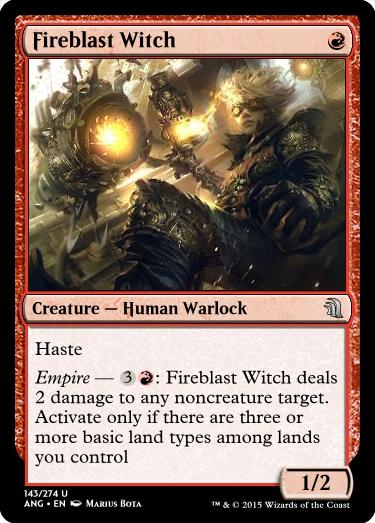 Fireblast Witch
Creature — Human Warlock
Haste
Empire — 3 R: Fireblast Witch deals
2 damage to any noncreature target.
Activate only if there are three or
more basic land types among lands
you control
1/2
143/274 U
ANG • EN Marius Bota
™ & © 2015 Wizards of the Coast